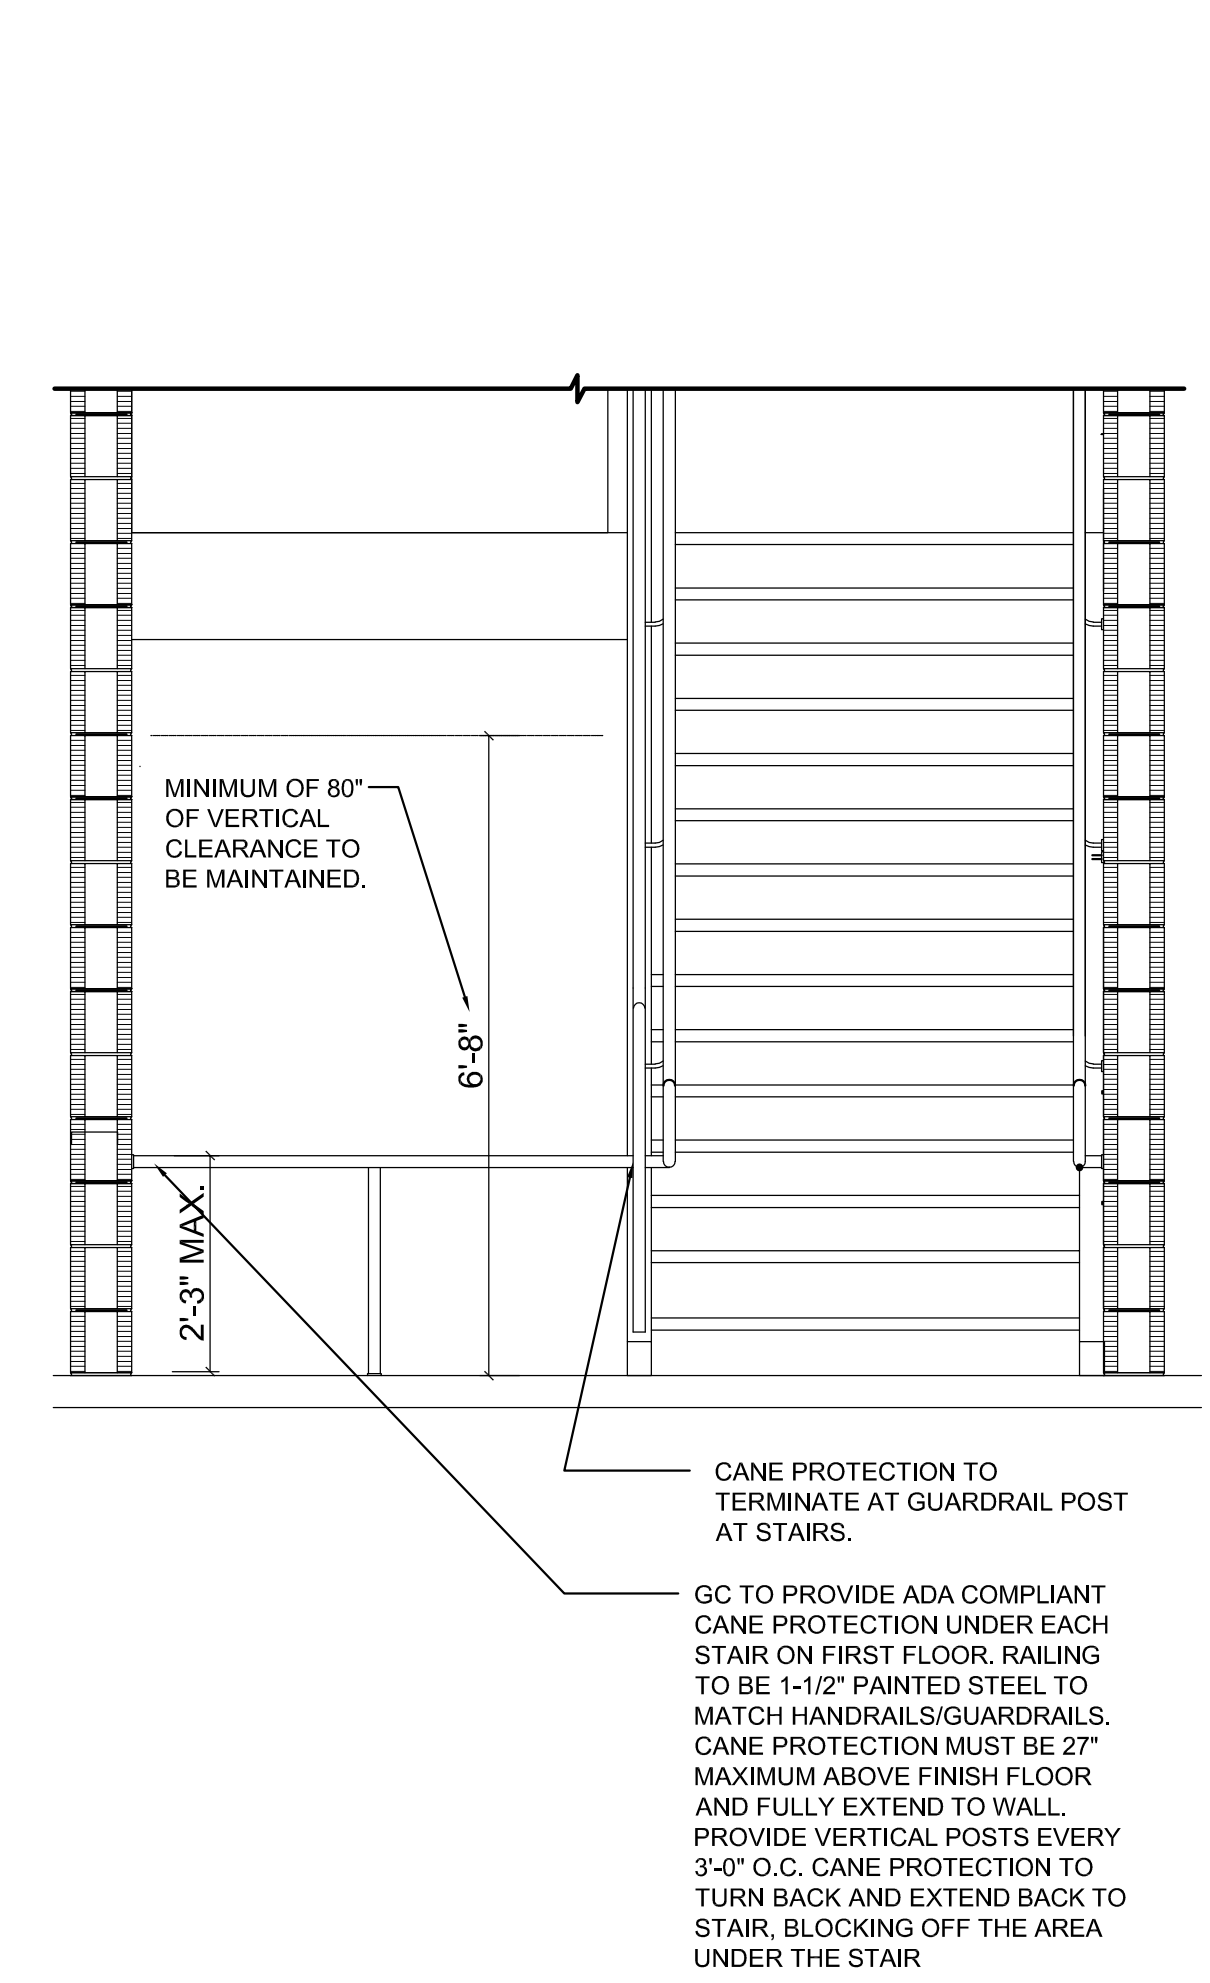 MINIMUM OF 80"
OF VERTICAL
CLEARANCE TO
BE MAINTAINED.
6'-8"
2'-3" MAX.
CANE PROTECTION TO
TERMINATE AT GUARDRAIL POST
AT STAIRS.
GC TO PROVIDE ADA COMPLIANT
CANE PROTECTION UNDER EACH
STAIR ON FIRST FLOOR. RAILING
TO BE 1-1/2" PAINTED STEEL TO
MATCH HANDRAILS/GUARDRAILS.
CANE PROTECTION MUST BE 27"
MAXIMUM ABOVE FINISH FLOOR
AND FULLY EXTEND TO WALL.
PROVIDE VERTICAL POSTS EVERY
3'-0" O.C. CANE PROTECTION TO
TURN BACK AND EXTEND BACK TO
STAIR, BLOCKING OFF THE AREA
UNDER THE STAIR